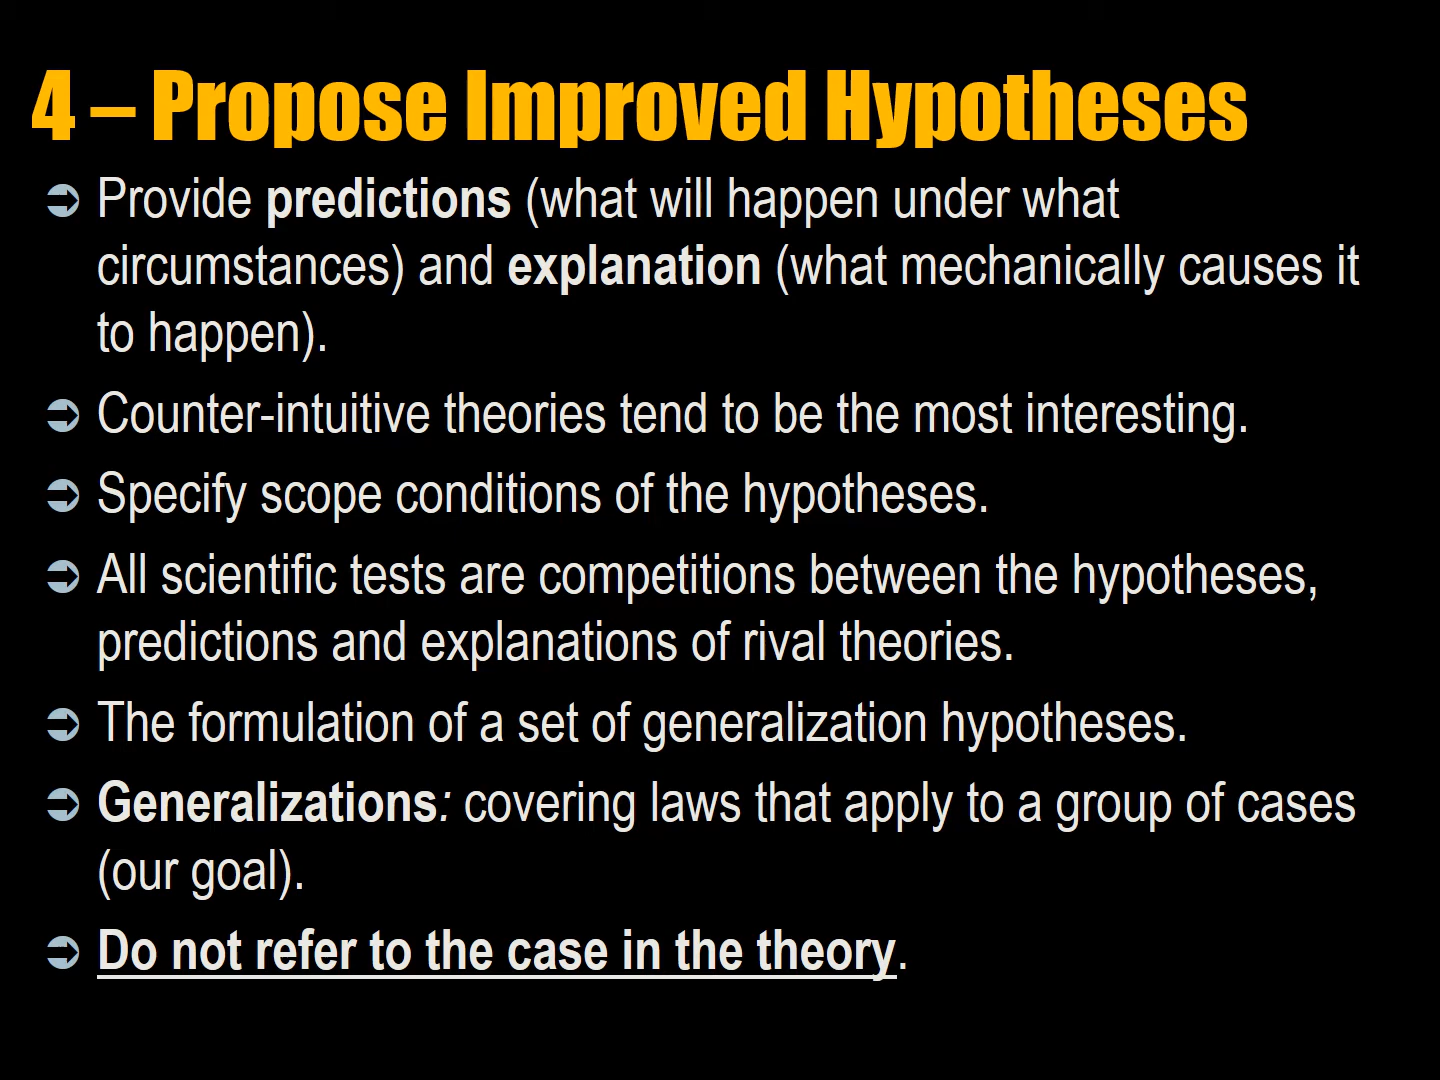 4 – Propose Improved Hypotheses
Provide predictions (what will happen under what
circumstances) and explanation (what mechanically causes it
to happen).
Counter-intuitive theories tend to be the most interesting.
Specify scope conditions of the hypotheses.
All scientific tests are competitions between the hypotheses,
predictions and explanations of rival theories.
The formulation of a set of generalization hypotheses.
Generalizations: covering laws that apply to a group of cases
(our goal).
Do not refer to the case in the theory.